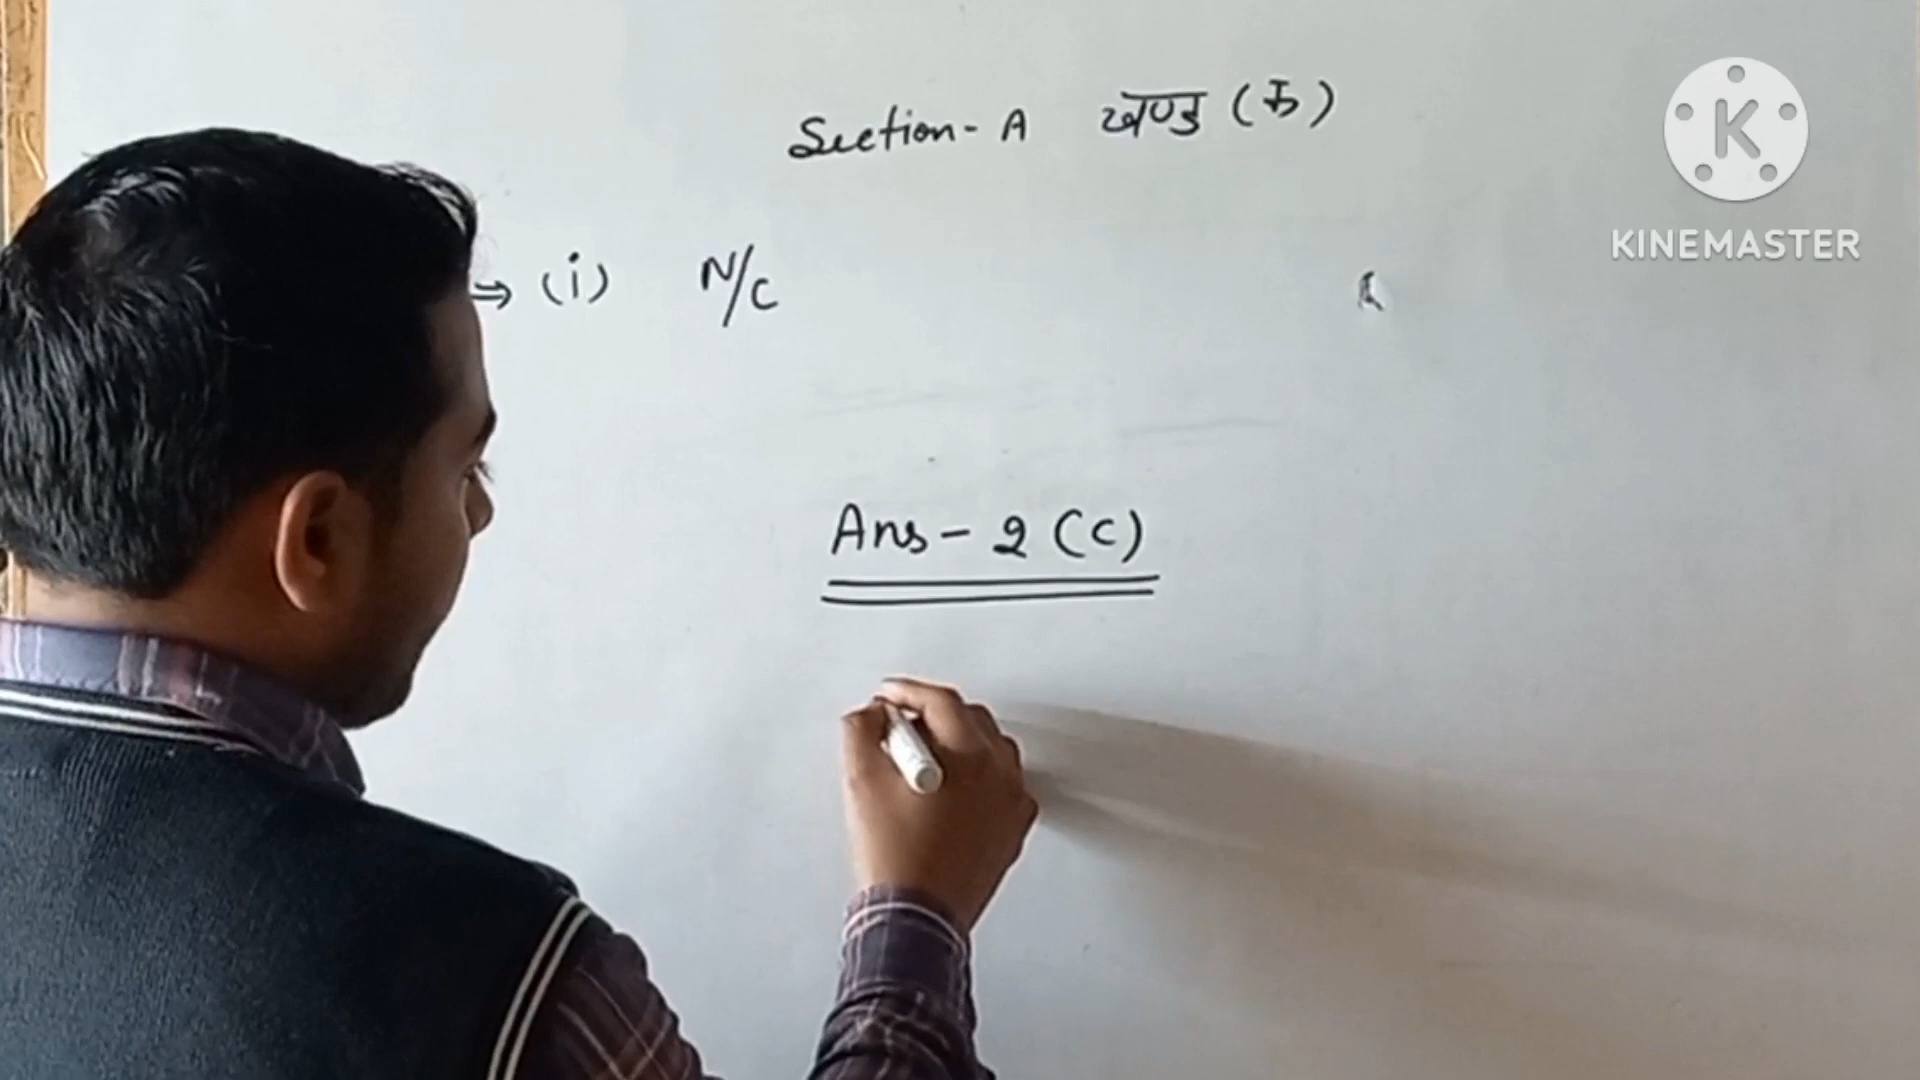 Section - A खण्ड (क)
K
KINEMASTER
⇒ (i) N/C
Ans - 2 (C)